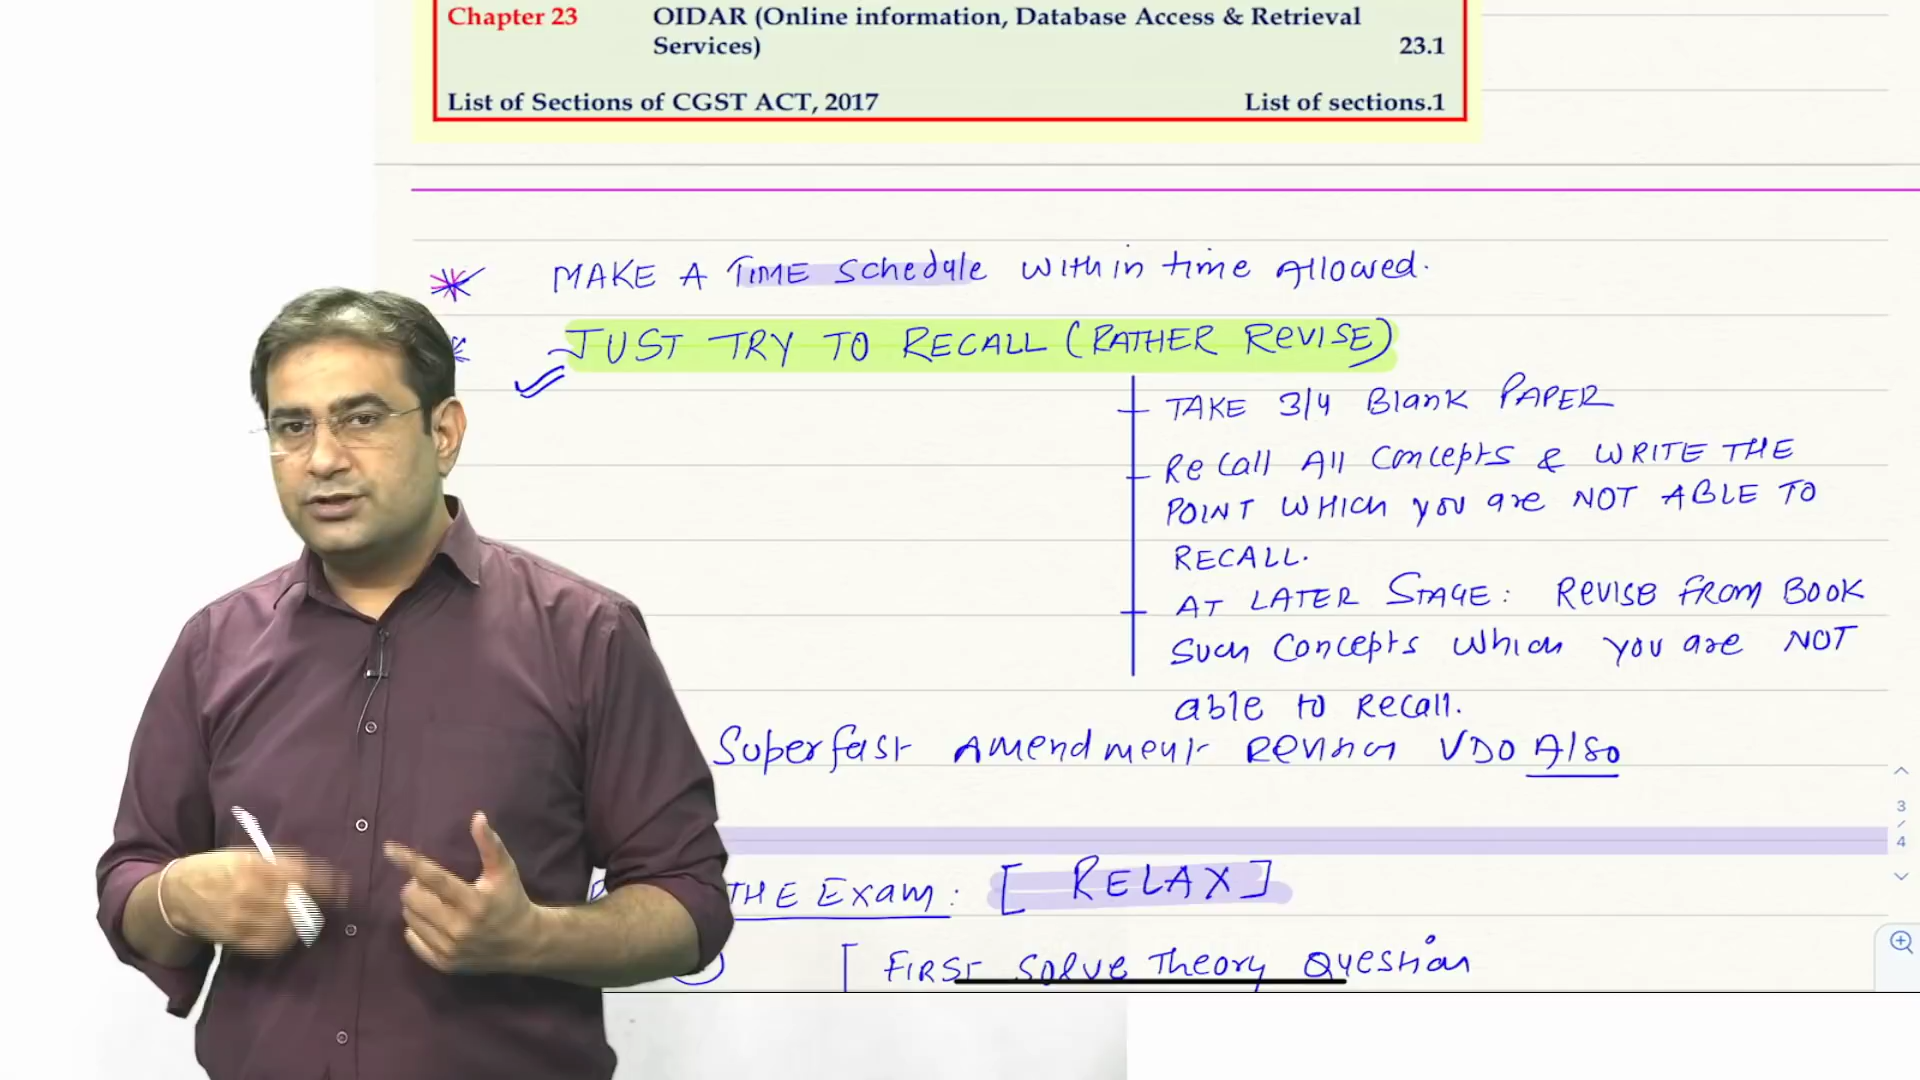 Chapter 23 OIDAR (Online information, Database Access & Retrieval
Services) 23.1
List of Sections of CGST ACT, 2017 List of sections.1
MAKE A TIME SCHEDULE within time Allowed.
JUST TRY TO RECALL (RATHER REVISE)
TAKE 3/4 Blank PAPER
Recall All Concepts & WRITE THE
POINT WHICH you are NOT ABLE TO
RECALL.
AT LATER STAGE: Revise from BOOK
Such Concepts which you are NOT
able to Recall.
Superfast Amendment Revision VDO Also
3
/
4
THE EXAM: [ RELAX ]
[ FIRST Solve Theory Question